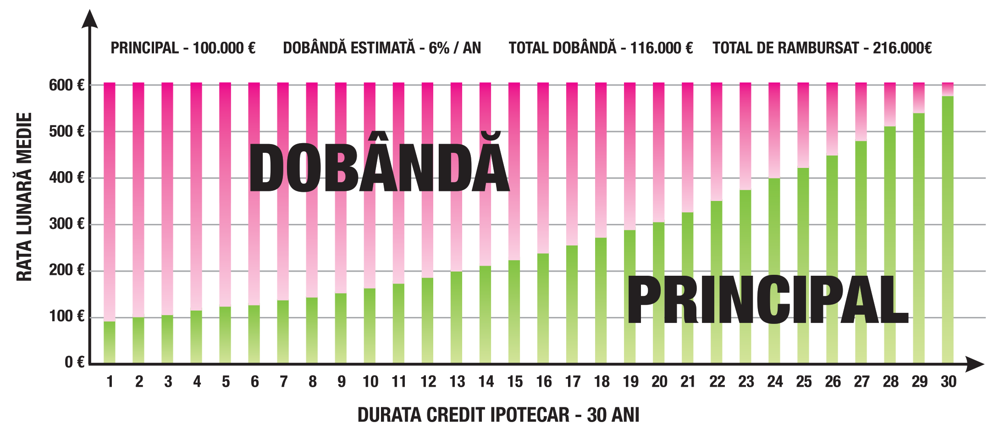 PRINCIPAL - 100.000 € DOBÂNDĂ ESTIMATĂ - 6% / AN TOTAL DOBÂNDĂ - 116.000 € TOTAL DE RAMBURSAT - 216.000€
RATA LUNARĂ MEDIE
600 €
500 €
400 €
300 €
200 €
100 €
0 €
DOBÂNDĂ
PRINCIPAL
1 2 3 4 5 6 7 8 9 10 11 12 13 14 15 16 17 18 19 20 21 22 23 24 25 26 27 28 29 30
DURATA CREDIT IPOTECAR - 30 ANI